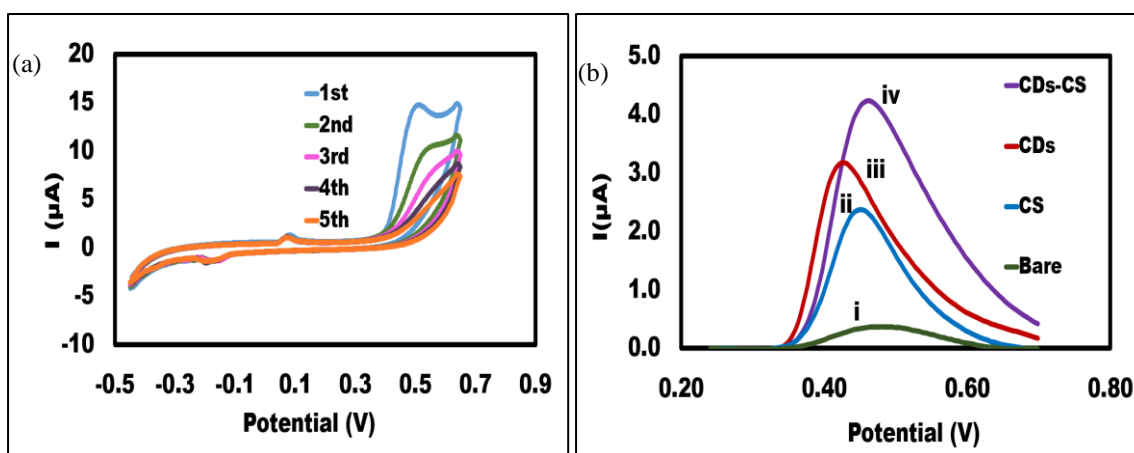 (a)
I (µA)
20
15
10
5
0
-5
-10
1st
2nd
3rd
4th
5th
-0.5 -0.3 -0.1 0.1 0.3 0.5 0.7 0.9
Potential (V)
(b)
I(µA)
5.0
4.0
3.0
2.0
1.0
0.0
iv
iii
ii
i
CDs-CS
CDs
CS
Bare
0.20 0.40 0.60 0.80
Potential (V)